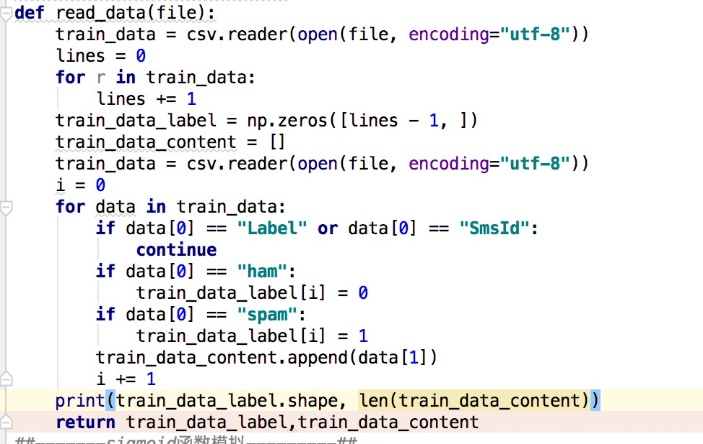 def read_data(file):
    train_data = csv.reader(open(file, encoding="utf-8"))
    lines = 0
    for r in train_data:
        lines += 1
    train_data_label = np.zeros([lines - 1, ])
    train_data_content = []
    train_data = csv.reader(open(file, encoding="utf-8"))
    i = 0
    for data in train_data:
        if data[0] == "Label" or data[0] == "SmsId":
            continue
        if data[0] == "ham":
            train_data_label[i] = 0
        if data[0] == "spam":
            train_data_label[i] = 1
        train_data_content.append(data[1])
        i += 1
    print(train_data_label.shape, len(train_data_content))
    return train_data_label,train_data_content
##--------sigmoid函数模拟---------##